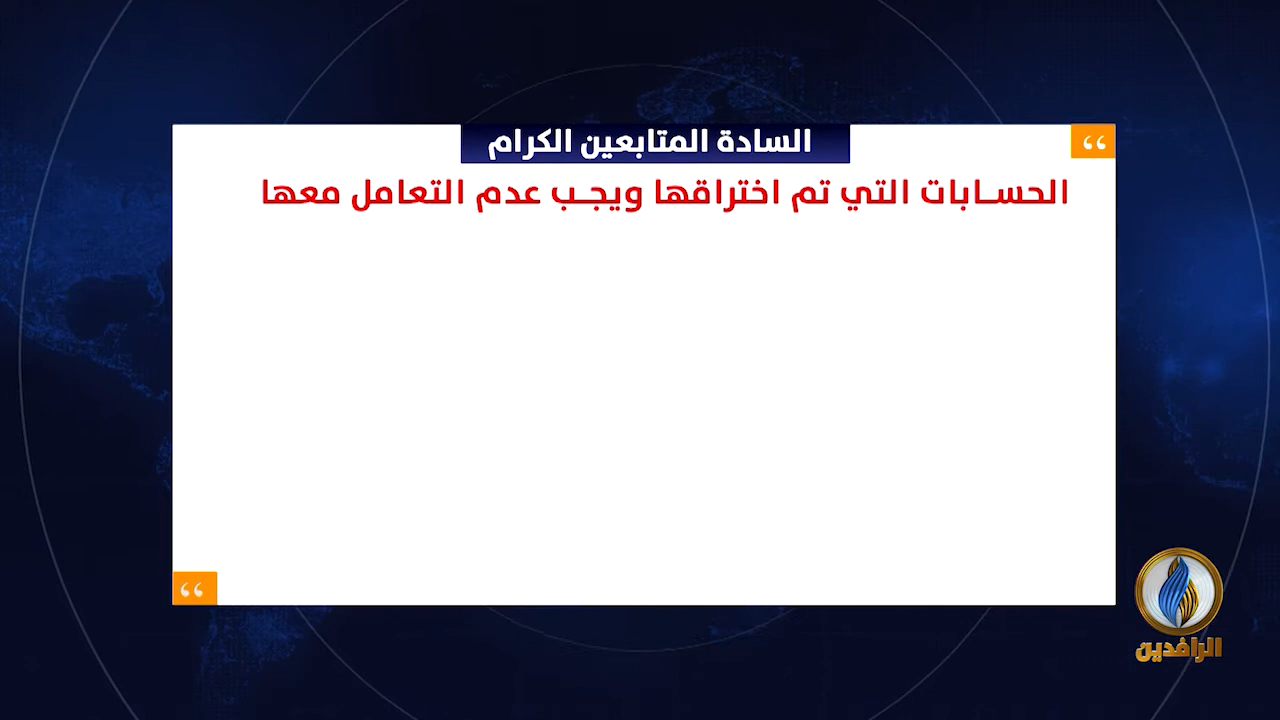 السادة المتابعين الكرام
الحسـابات التي تم اختراقها ويجـب عدم التعامل معها
الرافدين